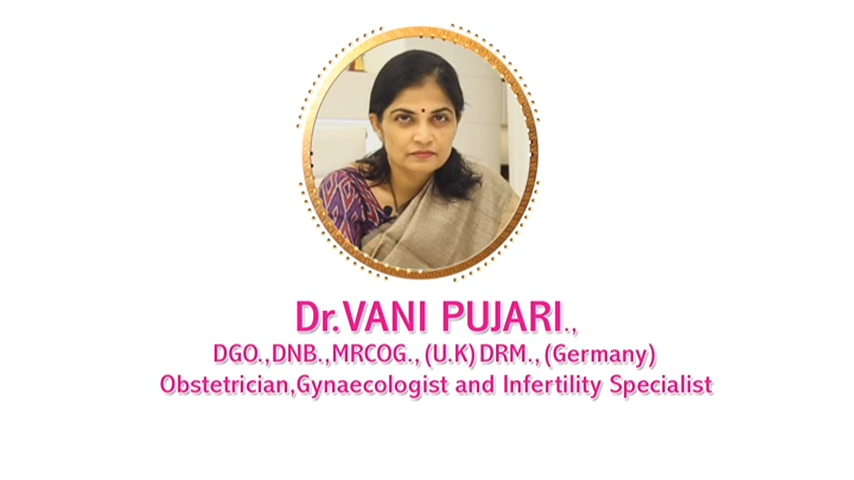 Dr.VANI PUJARI.,
DGO.,DNB.,MRCOG.,(U.K) DRM.,(Germany)
Obstetrician,Gynaecologist and Infertility Specialist